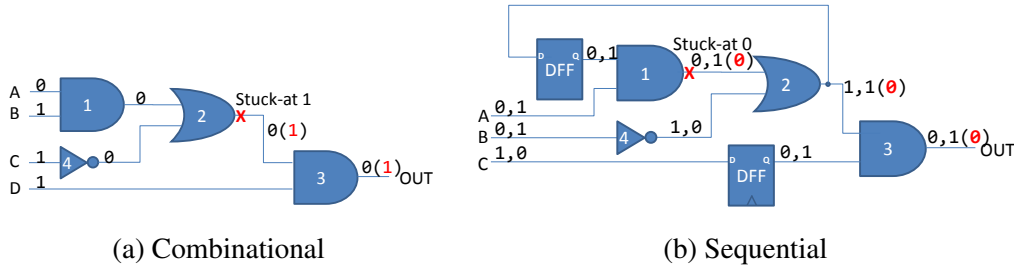 A 0
B 1
1
0
2
Stuck-at 1
X
0(1)
C 1
4
0
D 1
3
0(1)
OUT
(a) Combinational
D Q
DFF
0,1
1
Stuck-at 0
X
0,1(0)
2
1,1(0)
A 0,1
B 0,1
4
1,0
C 1,0
D Q
DFF
0,1
3
0,1(0)
OUT
(b) Sequential